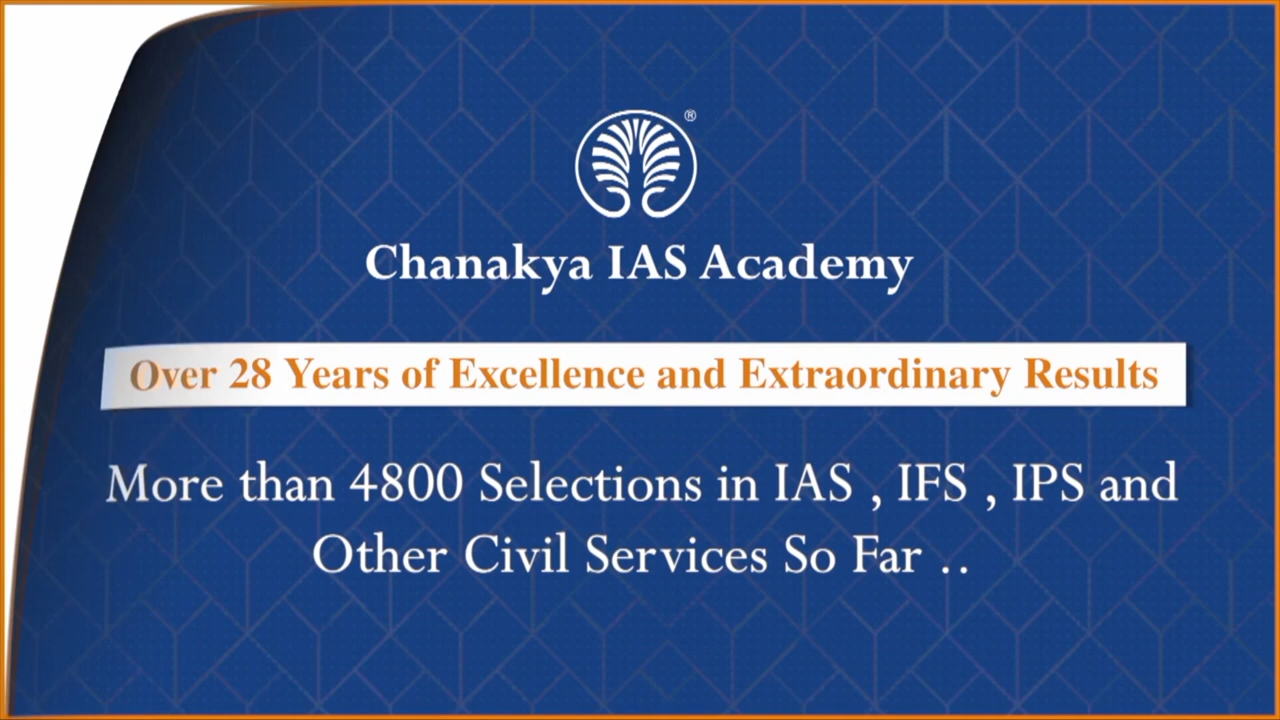 ®
Chanakya IAS Academy
Over 28 Years of Excellence and Extraordinary Results
More than 4800 Selections in IAS , IFS , IPS and
Other Civil Services So Far ..